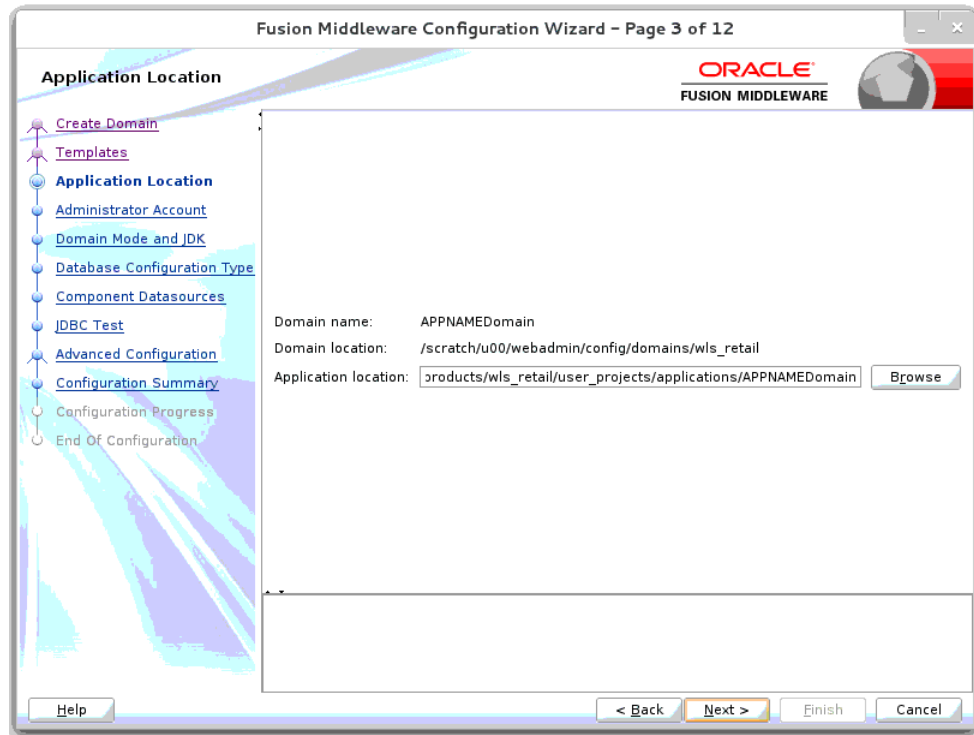 Fusion Middleware Configuration Wizard – Page 3 of 12
Application Location
ORACLE
FUSION MIDDLEWARE
Create Domain
Templates
Application Location
Administrator Account
Domain Mode and JDK
Database Configuration Type
Component Datasources
JDBC Test
Advanced Configuration
Configuration Summary
Configuration Progress
End Of Configuration
Domain name: APPNAMEDomain
Domain location: /scratch/u00/webadmin/config/domains/wls_retail
Application location: products/wls_retail/user_projects/applications/APPNAMEDomain Browse
Help < Back Next > Finish Cancel